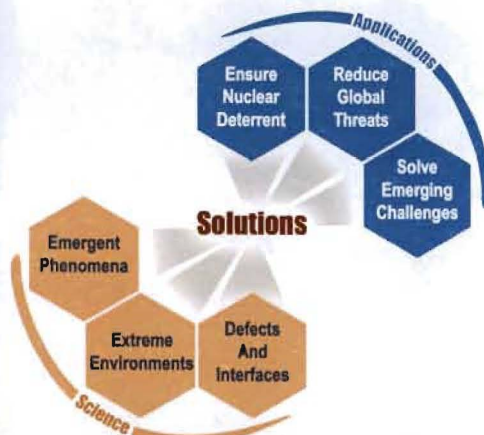 Applications
Ensure
Nuclear
Deterrent
Reduce
Global
Threats
Solve
Emerging
Challenges
Solutions
Emergent
Phenomena
Extreme
Environments
Defects
And
Interfaces
Science